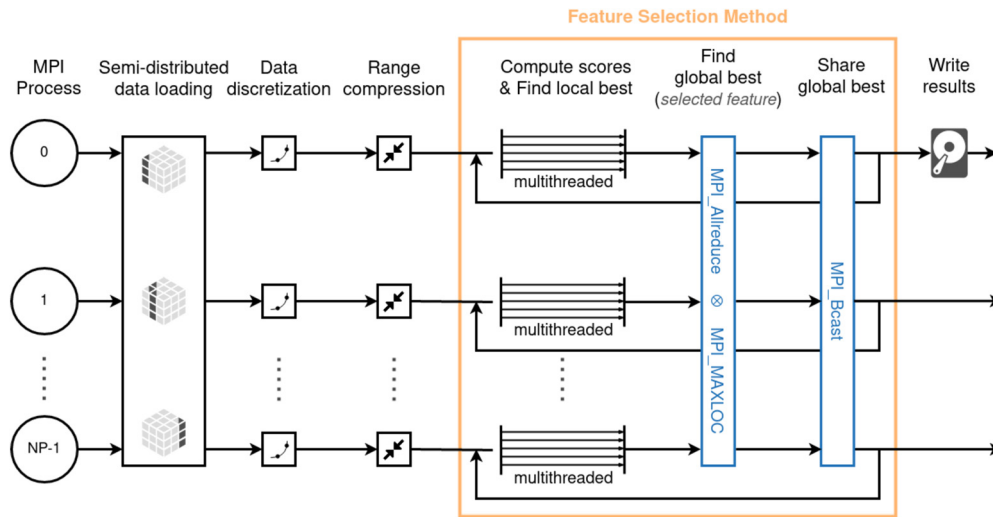 Feature Selection Method
MPI
Process
Semi-distributed
data loading
Data
discretization
Range
compression
Compute scores
& Find local best
Find
global best
(selected feature)
Share
global best
Write
results
0
multithreaded
1
multithreaded
NP-1
multithreaded
MPI_Allreduce ⊗ MPI_MAXLOC
MPI_Bcast